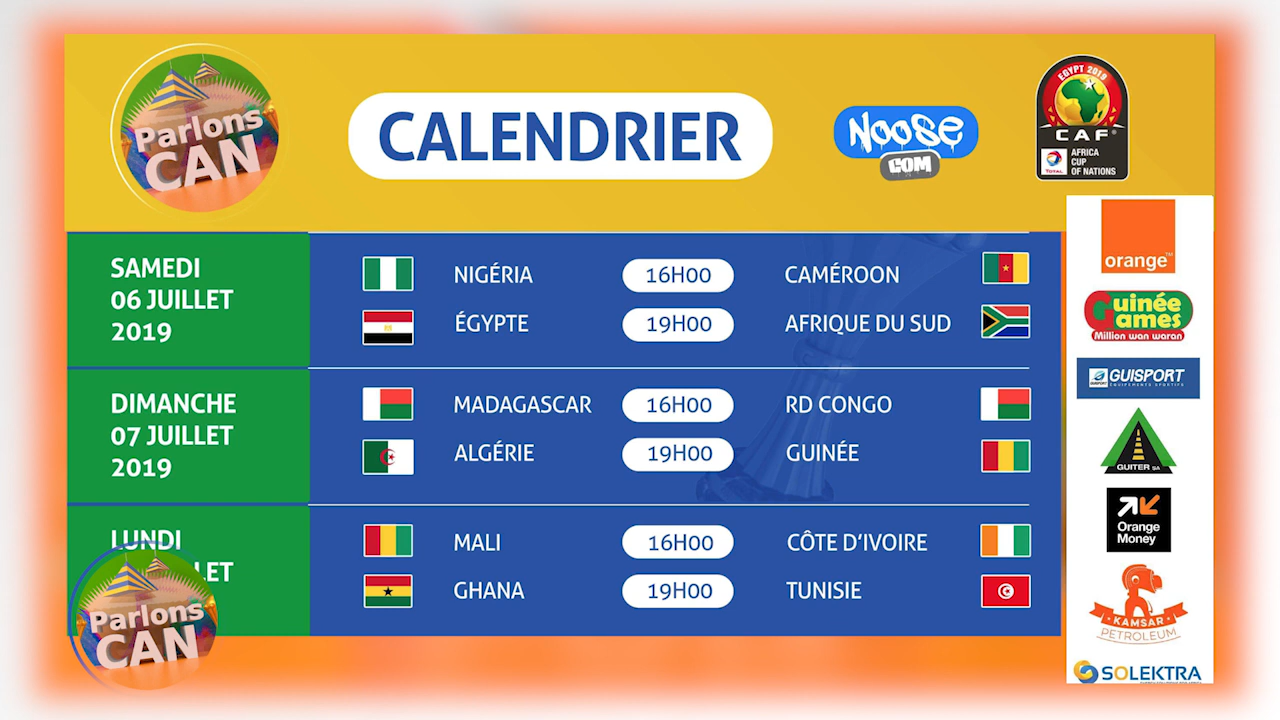 Parlons
CAN
CALENDRIER
NOOSE
COM
EGYPT 2019
CAF
TOTAL
AFRICA
CUP
OF NATIONS
SAMEDI
06 JUILLET
2019
NIGÉRIA 16H00 CAMÉROON
ÉGYPTE 19H00 AFRIQUE DU SUD
DIMANCHE
07 JUILLET
2019
MADAGASCAR 16H00 RD CONGO
ALGÉRIE 19H00 GUINÉE
LUNDI
MALI 16H00 CÔTE D'IVOIRE
GHANA 19H00 TUNISIE
Parlons
CAN
orange™
Guinée
Games
Million wan waran
GUISPORT
EQUIPEMENTS SPORTIFS
GUITER SA
Orange
Money
KAMSAR
PETROLEUM
SOLEKTRA